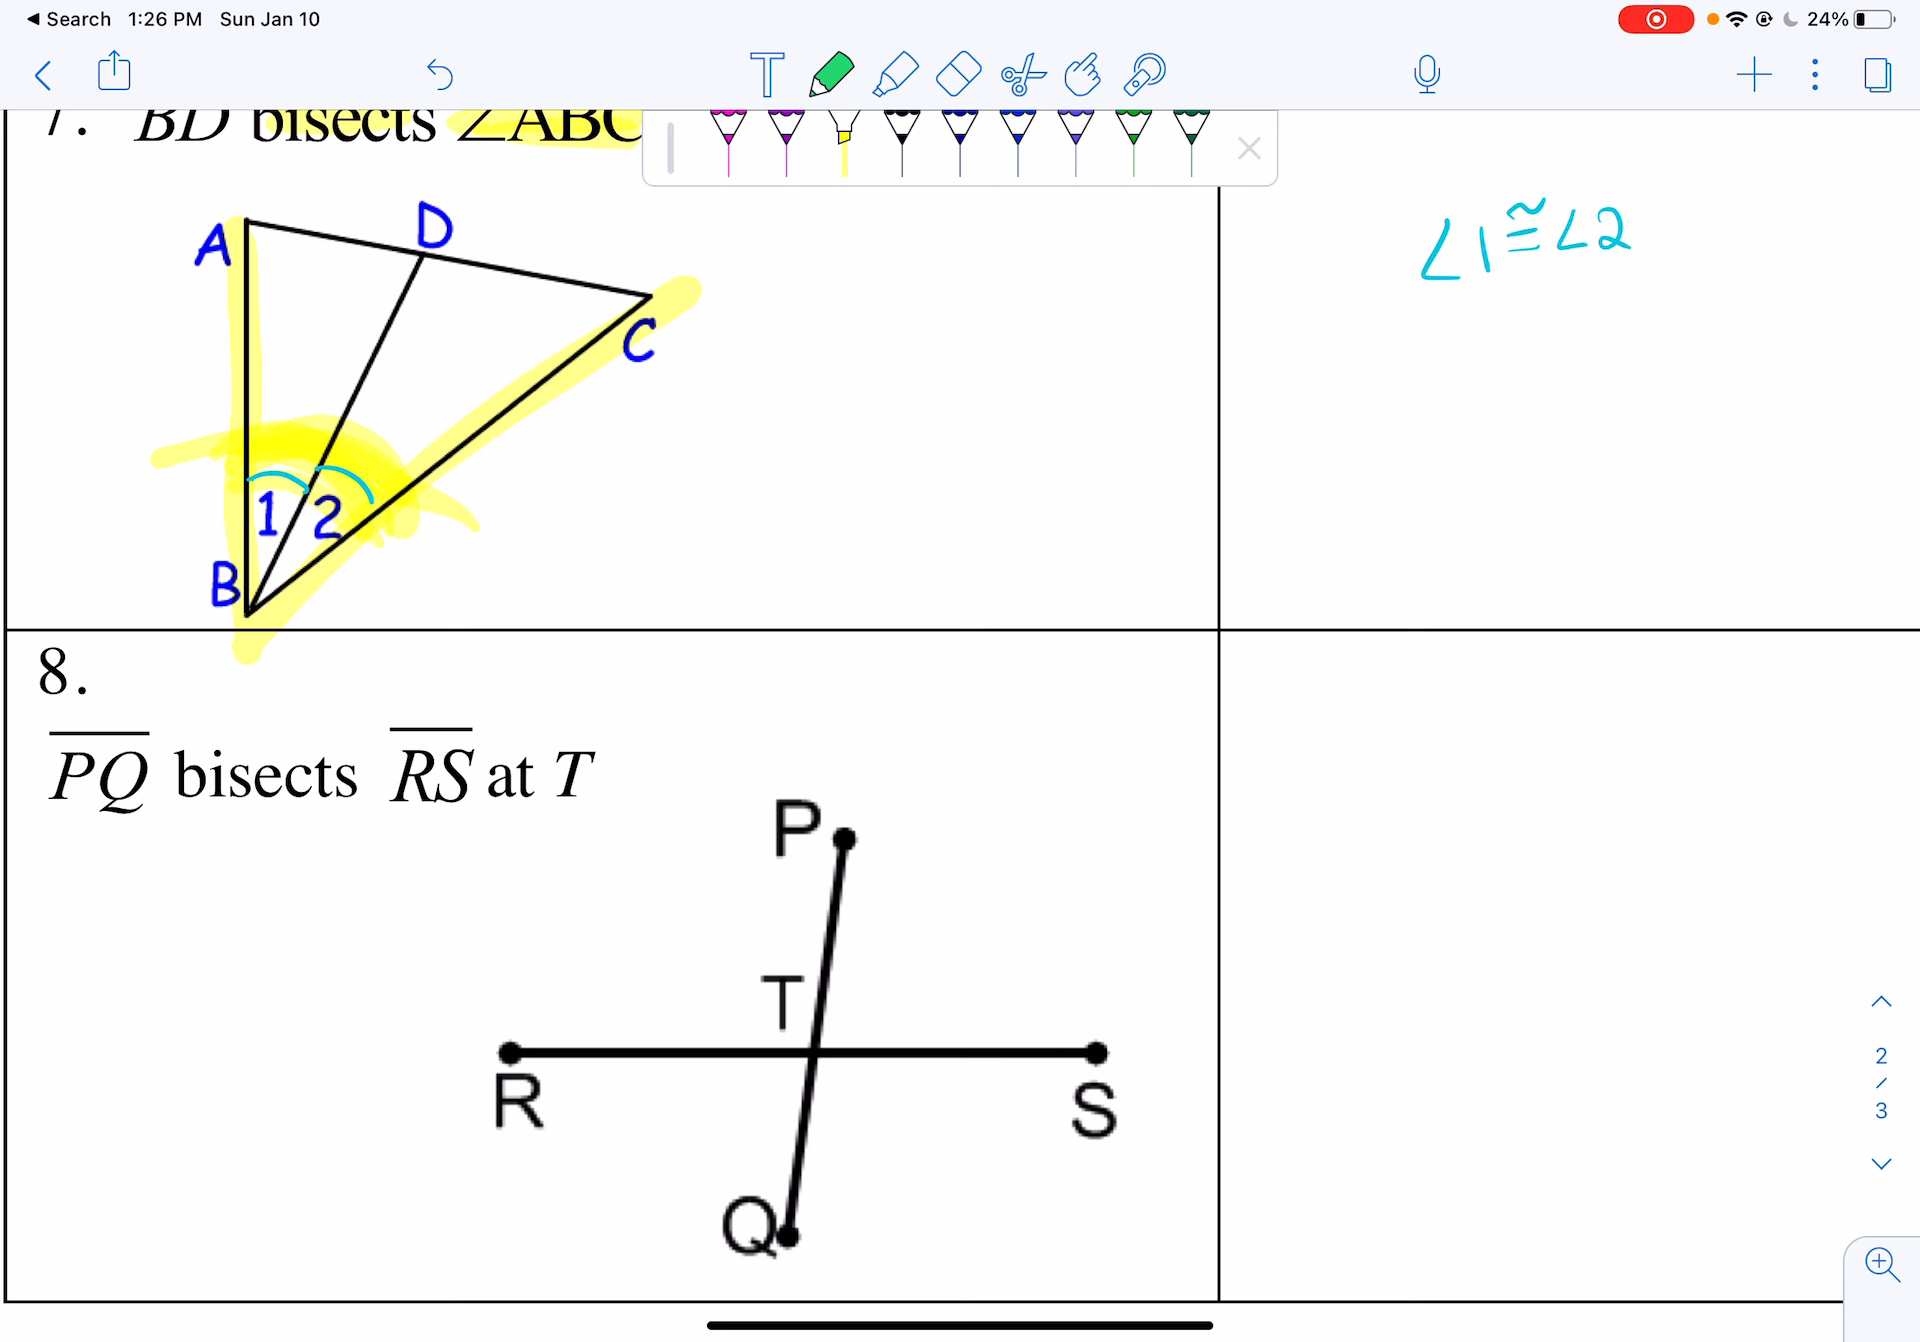 Search 1:26 PM Sun Jan 10 24%
7. BD bisects ∠ABC
A
D
C
1 2
B
∠1 ≅ ∠2
8.
PQ bisects RS at T
P
T
R
S
Q
2
/
3